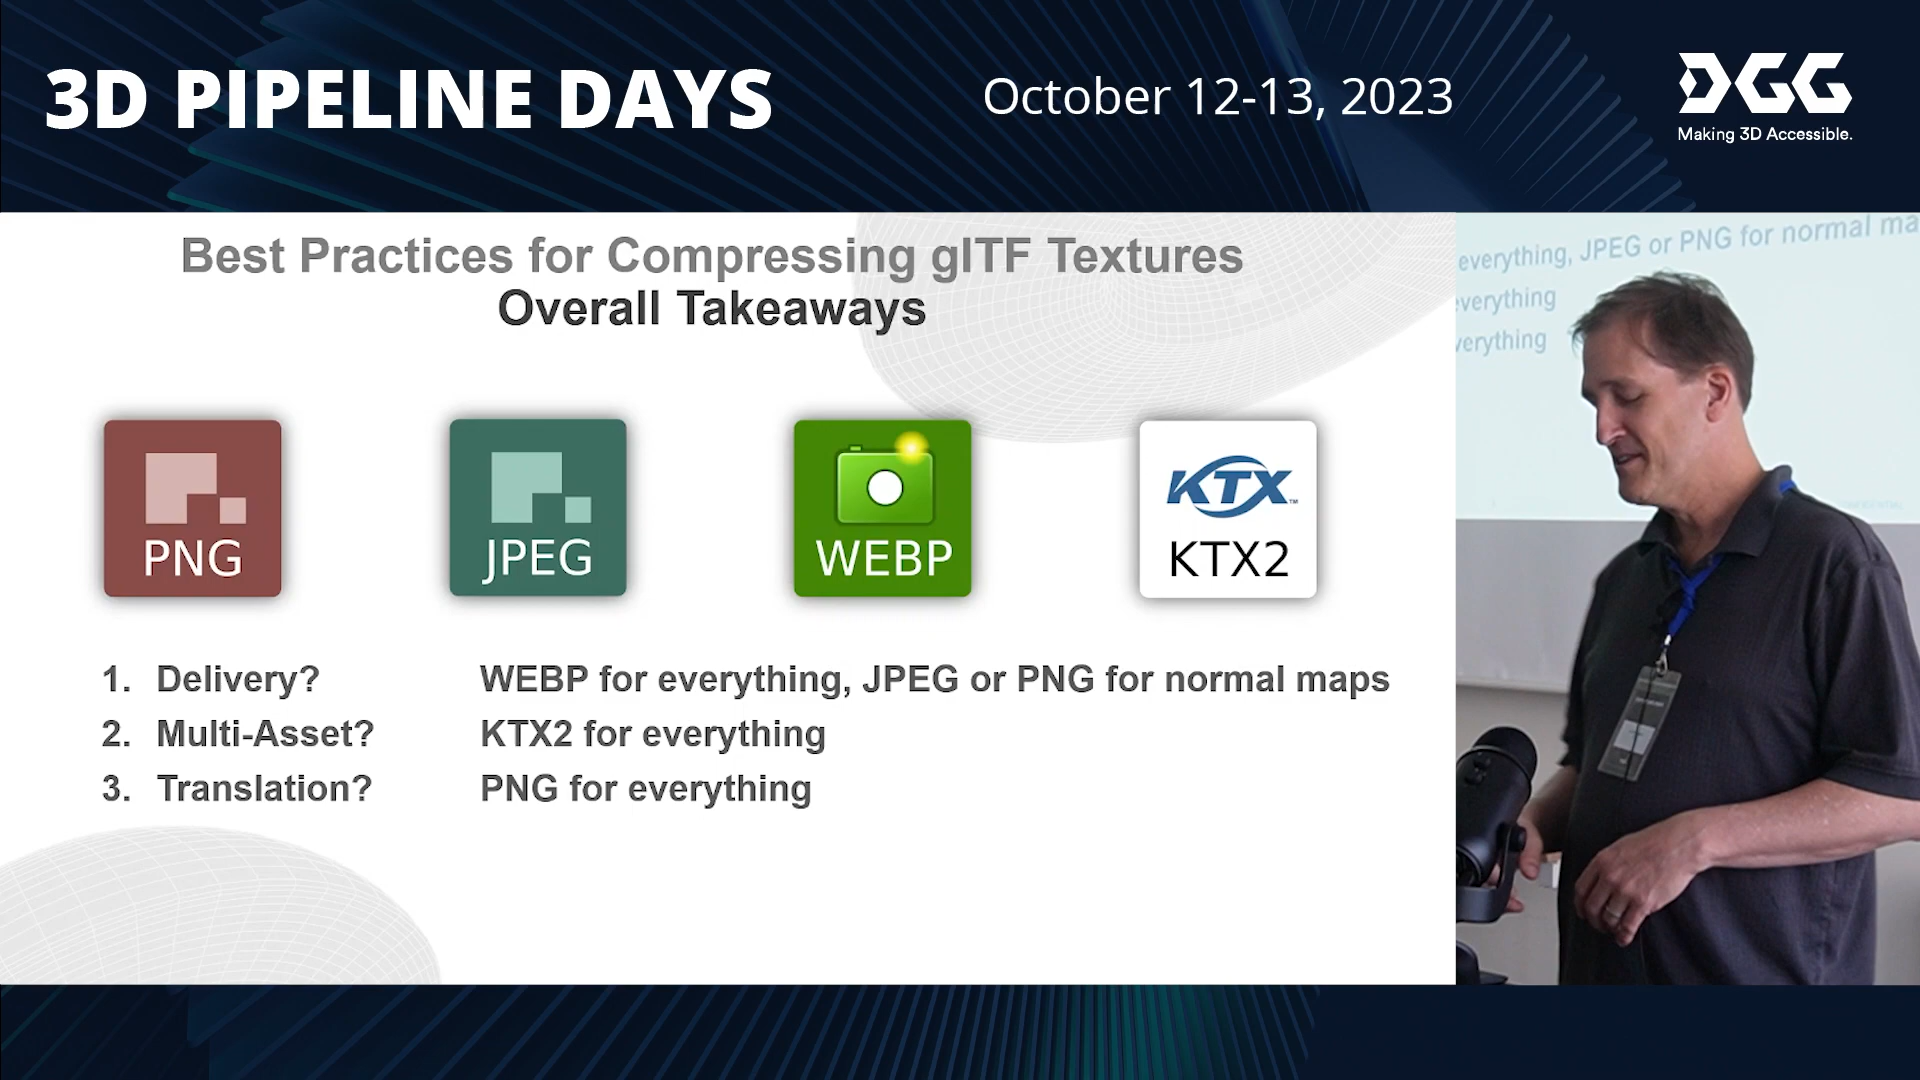 3D PIPELINE DAYS
October 12-13, 2023
DGG
Making 3D Accessible.
Best Practices for Compressing glTF Textures
Overall Takeaways
PNG
JPEG
WEBP
KTX™
KTX2
1. Delivery? WEBP for everything, JPEG or PNG for normal maps
2. Multi-Asset? KTX2 for everything
3. Translation? PNG for everything
everything, JPEG or PNG for normal ma
everything
verything